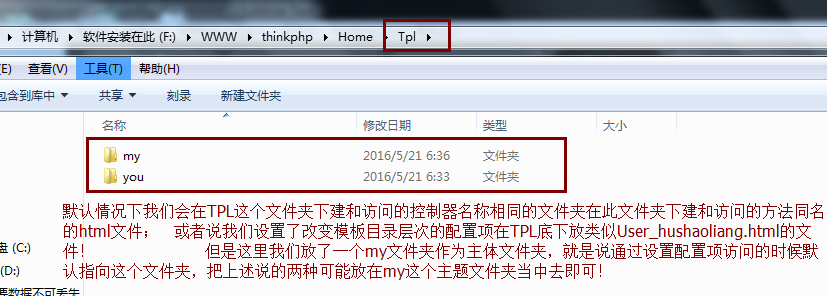 计算机 软件安装在此 (F:) WWW thinkphp Home Tpl
(E) 查看(V) 工具(T) 帮助(H)
包含到库中 共享 刻录 新建文件夹
名称 修改日期 类型 大小
my 2016/5/21 6:36 文件夹
you 2016/5/21 6:33 文件夹
默认情况下我们会在TPL这个文件夹下建和访问的控制器名称相同的文件夹在此文件夹下建和访问的方法同名
的html文件； 或者说我们设置了改变模板目录层次的配置项在TPL底下放类似User_hushaoliang.html的文
件！ 但是这里我们放了一个my文件夹作为主体文件夹，就是说通过设置配置项访问的时候默
认指向这个文件夹，把上述说的两种可能放在my这个主题文件夹当中去即可！
盘 (C:)
(D:)
要数据不可丢失